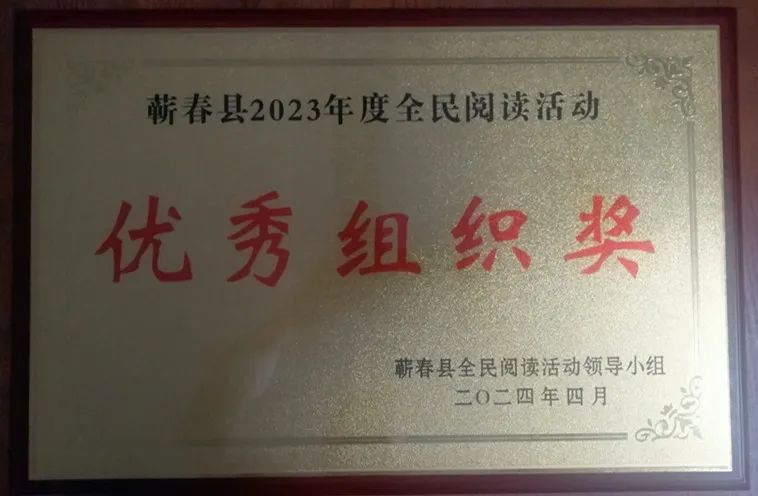 蕲春县2023年度全民阅读活动
优秀组织奖
蕲春县全民阅读活动领导小组
二〇二四年四月